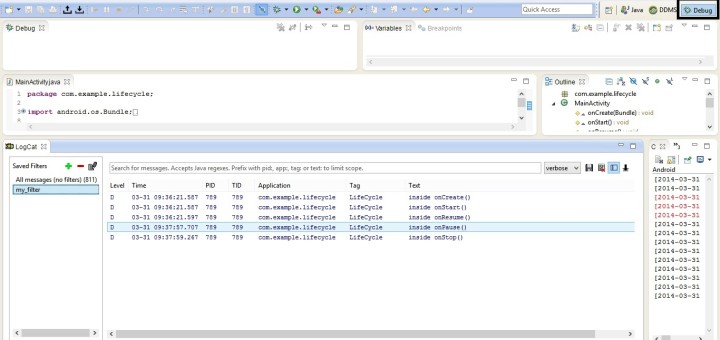 Quick Access
Java
DDMS
Debug
Debug
Variables
Breakpoints
MainActivity.java
Outline
1 package com.example.lifecycle;
2
3 import android.os.Bundle;
com.example.lifecycle
MainActivity
onCreate(Bundle) : void
onStart() : void
LogCat
C
Saved Filters
Search for messages. Accepts Java regexes. Prefix with pid:, app:, tag: or text: to limit scope.
verbose
All messages (no filters) (811)
my_filter
Level Time PID TID Application Tag Text
D 03-31 09:36:21.587 789 789 com.example.lifecycle LifeCycle inside onCreate()
D 03-31 09:36:21.587 789 789 com.example.lifecycle LifeCycle inside onStart()
D 03-31 09:36:21.597 789 789 com.example.lifecycle LifeCycle inside onResume()
D 03-31 09:37:57.707 789 789 com.example.lifecycle LifeCycle inside onPause()
D 03-31 09:37:59.267 789 789 com.example.lifecycle LifeCycle inside onStop()
Android
[2014-03-31
[2014-03-31
[2014-03-31
[2014-03-31
[2014-03-31
[2014-03-31
[2014-03-31
[2014-03-31
[2014-03-31
[2014-03-31
[2014-03-31
[2014-03-31
[2014-03-31